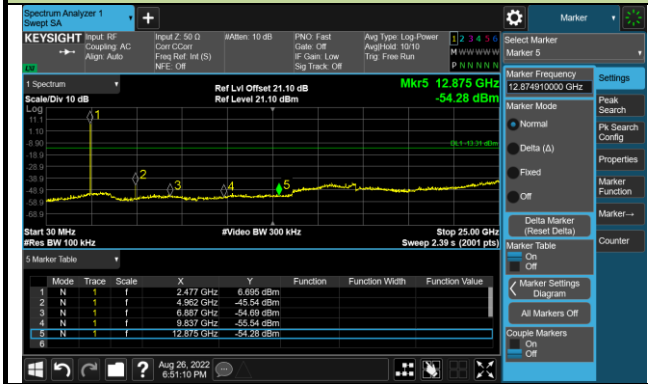 Spectrum Analyzer 1
Swept SA
Marker
KEYSIGHT
Input: RF
Coupling: AC
Align: Auto
Input Z: 50 Ω
Corr CCorr
Freq Ref: Int (S)
NFE: Off
#Atten: 10 dB
PNO: Fast
Gate: Off
IF Gain: Low
Sig Track: Off
Avg Type: Log-Power
Avg|Hold: 10/10
Trig: Free Run
1 2 3 4 5 6
M W W W W W
P N N N N N
Select Marker
Marker 5
1 Spectrum
Scale/Div 10 dB
Ref Lvl Offset 21.10 dB
Ref Level 21.10 dBm
Mkr5 12.875 GHz
-54.28 dBm
Log
11.1
1.10
-8.90
-18.9
-28.9
-38.9
-48.9
-58.9
-68.9
1
2
3
4
5
DL1 -13.31 dBm
Start 30 MHz
#Res BW 100 kHz
#Video BW 300 kHz
Stop 25.00 GHz
Sweep 2.39 s (2001 pts)
5 Marker Table
Mode Trace Scale X Y Function Function Width Function Value
1 N 1 f 2.477 GHz 6.695 dBm
2 N 1 f 4.962 GHz -45.54 dBm
3 N 1 f 6.887 GHz -54.69 dBm
4 N 1 f 9.837 GHz -55.54 dBm
5 N 1 f 12.875 GHz -54.28 dBm
6
Marker Frequency
12.874910000 GHz
Marker Mode
Normal
Delta (Δ)
Fixed
Off
Delta Marker
(Reset Delta)
Marker Table
On
Off
Marker Settings
Diagram
All Markers Off
Couple Markers
On
Off
Settings
Peak
Search
Pk Search
Config
Properties
Marker
Function
Marker→
Counter
Aug 26, 2022
6:51:10 PM